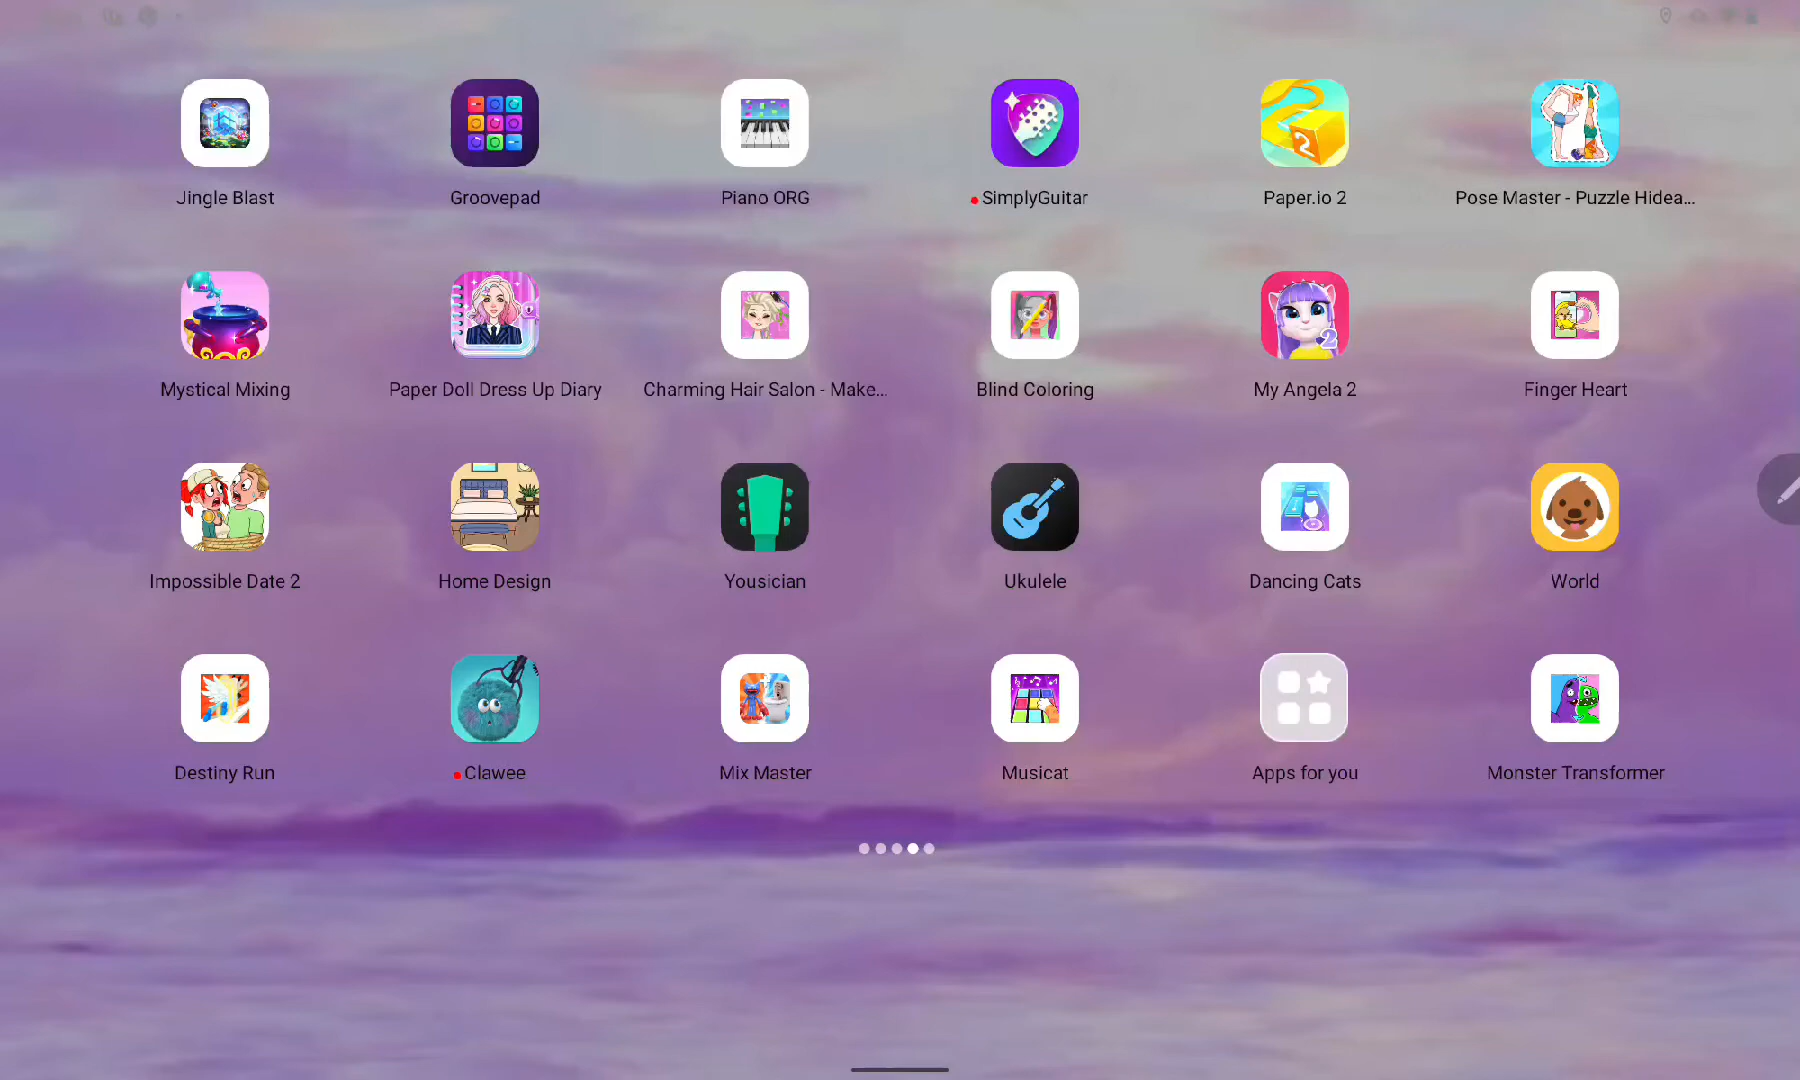 Jingle Blast
Groovepad
Piano ORG
SimplyGuitar
Paper.io 2
Pose Master - Puzzle Hidea...
Mystical Mixing
Paper Doll Dress Up Diary
Charming Hair Salon - Make...
Blind Coloring
My Angela 2
Finger Heart
Impossible Date 2
Home Design
Yousician
Ukulele
Dancing Cats
World
Destiny Run
Clawee
Mix Master
Musicat
Apps for you
Monster Transformer
2
2